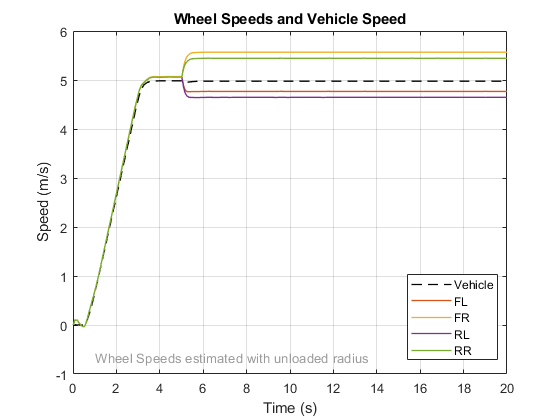 Wheel Speeds and Vehicle Speed
6
5
4
3
2
1
0
-1
Speed (m/s)
Vehicle
FL
FR
RL
RR
Wheel Speeds estimated with unloaded radius
0 2 4 6 8 10 12 14 16 18 20
Time (s)